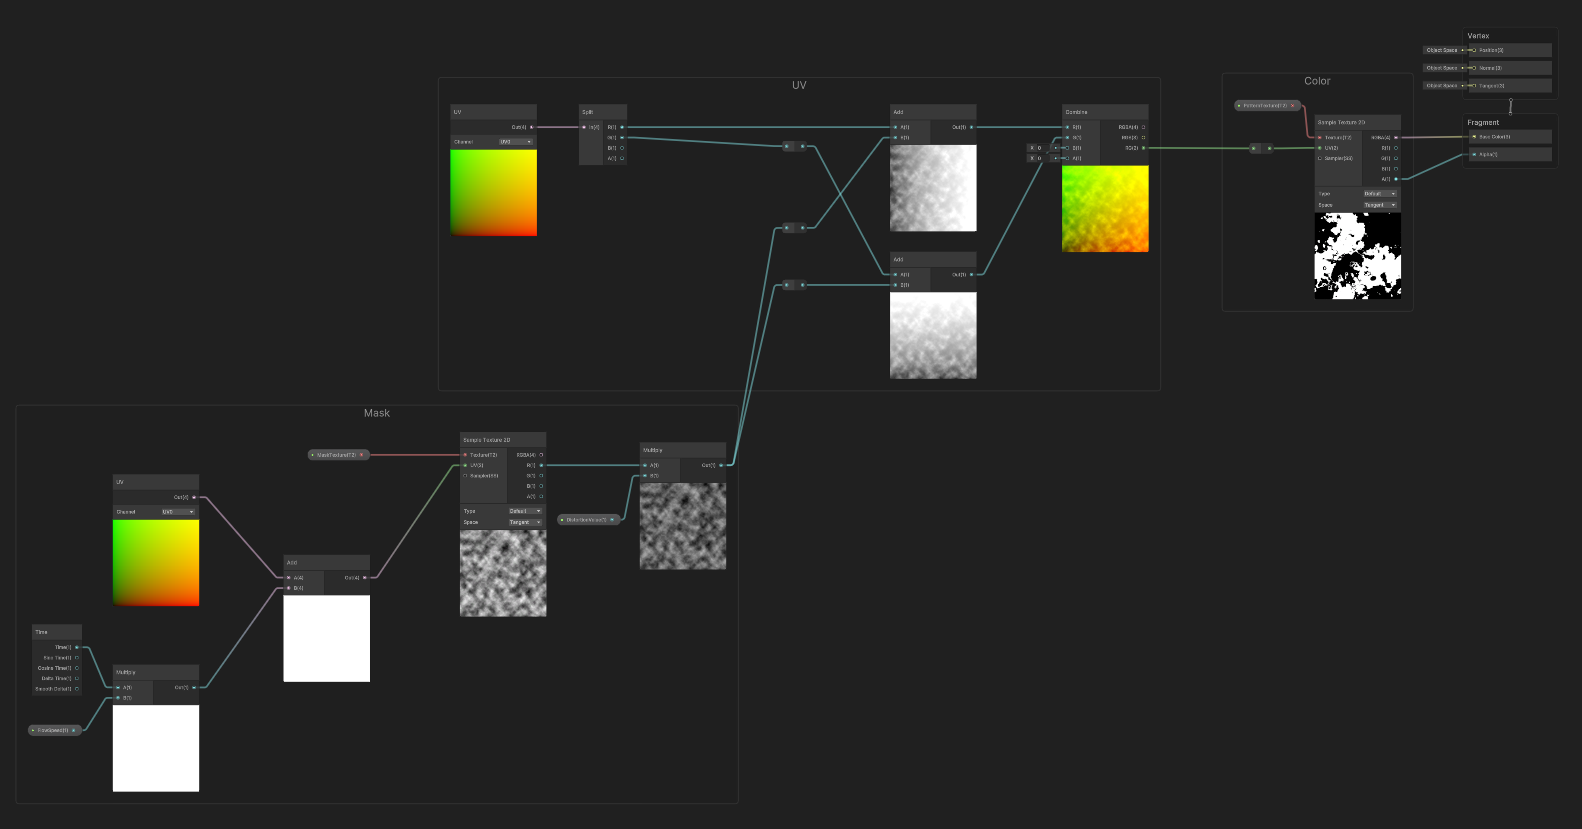 Vertex
Object Space
Position(3)
Object Space
Normal(3)
Object Space
Tangent(3)
Fragment
Base Color(3)
Alpha(1)
Color
PatternTexture(T2)
Sample Texture 2D
Texture(T2)
RGBA(4)
UV(2)
R(1)
Sampler(SS)
G(1)
B(1)
A(1)
Type
Default
Space
Tangent
UV
UV
Out(4)
Channel
UV0
Split
In(4)
R(1)
G(1)
B(1)
A(1)
Add
A(1)
Out(1)
B(1)
Add
A(1)
Out(1)
B(1)
Combine
R(1)
RGBA(4)
G(1)
RGB(3)
X 0
B(1)
RG(2)
X 0
A(1)
Mask
MaskTexture(T2)
Sample Texture 2D
Texture(T2)
RGBA(4)
UV(2)
R(1)
Sampler(SS)
G(1)
B(1)
A(1)
Type
Default
Space
Tangent
Multiply
A(1)
Out(1)
B(1)
DistortionValue(1)
UV
Out(4)
Channel
UV0
Add
A(4)
Out(4)
B(4)
Time
Time(1)
Sine Time(1)
Cosine Time(1)
Delta Time(1)
Smooth Delta(1)
Multiply
A(1)
Out(1)
B(1)
FlowSpeed(1)